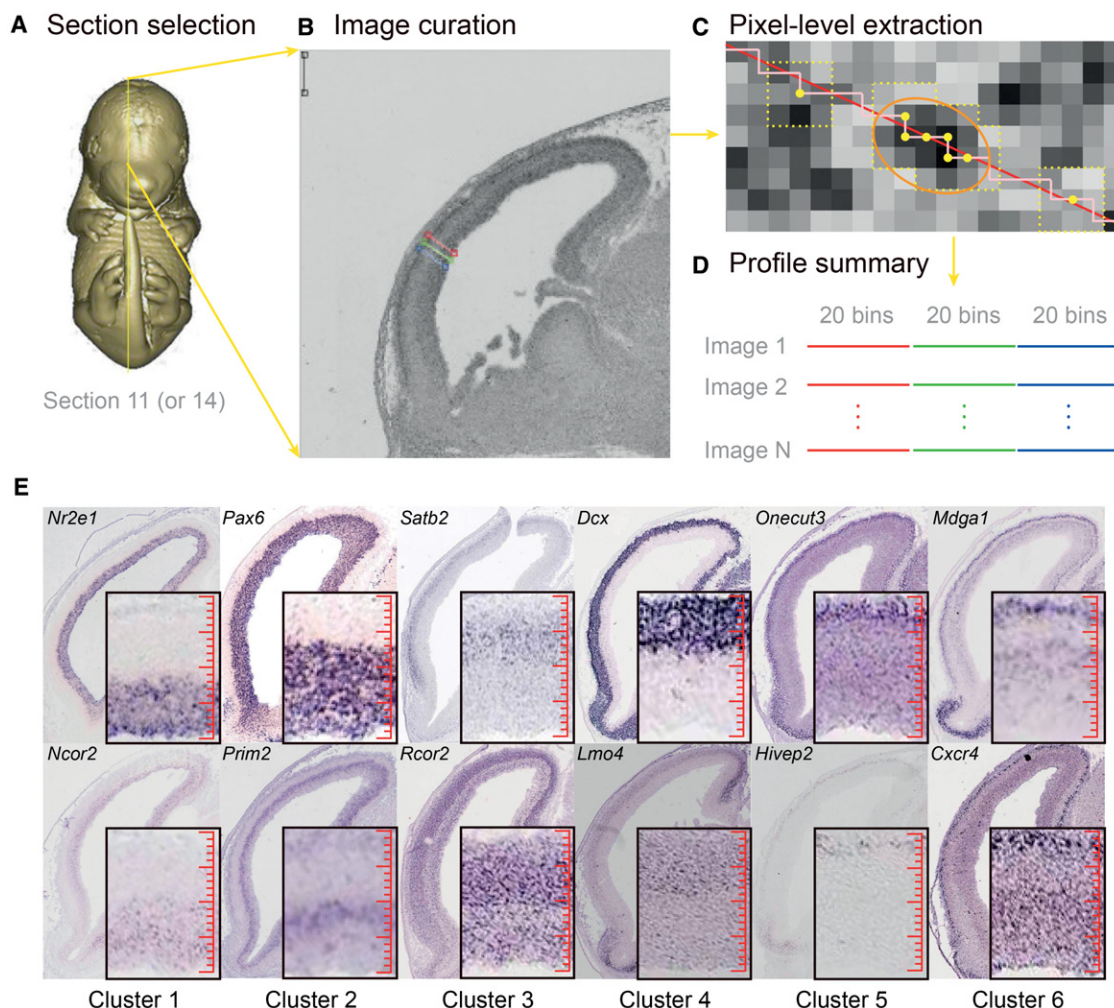 A Section selection
B Image curation
C Pixel-level extraction
Section 11 (or 14)
D Profile summary
20 bins 20 bins 20 bins
Image 1
Image 2
Image N
E
Nr2e1 Pax6 Satb2 Dcx Onecut3 Mdga1
Ncor2 Prim2 Rcor2 Lmo4 Hivep2 Cxcr4
Cluster 1 Cluster 2 Cluster 3 Cluster 4 Cluster 5 Cluster 6